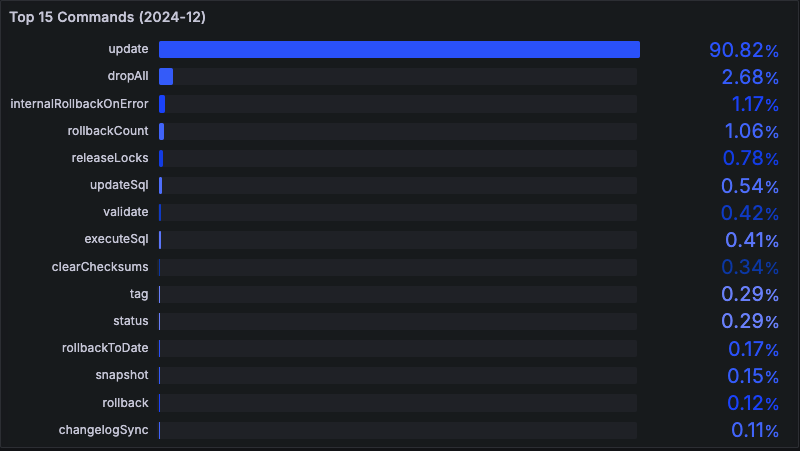 Top 15 Commands (2024-12)
update 90.82%
dropAll 2.68%
internalRollbackOnError 1.17%
rollbackCount 1.06%
releaseLocks 0.78%
updateSql 0.54%
validate 0.42%
executeSql 0.41%
clearChecksums 0.34%
tag 0.29%
status 0.29%
rollbackToDate 0.17%
snapshot 0.15%
rollback 0.12%
changelogSync 0.11%